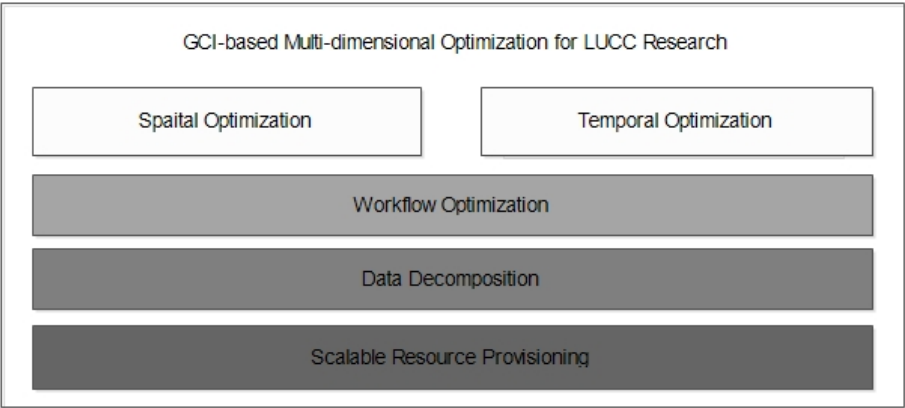 GCI-based Multi-dimensional Optimization for LUCC Research
Spaital Optimization
Temporal Optimization
Workflow Optimization
Data Decomposition
Scalable Resource Provisioning